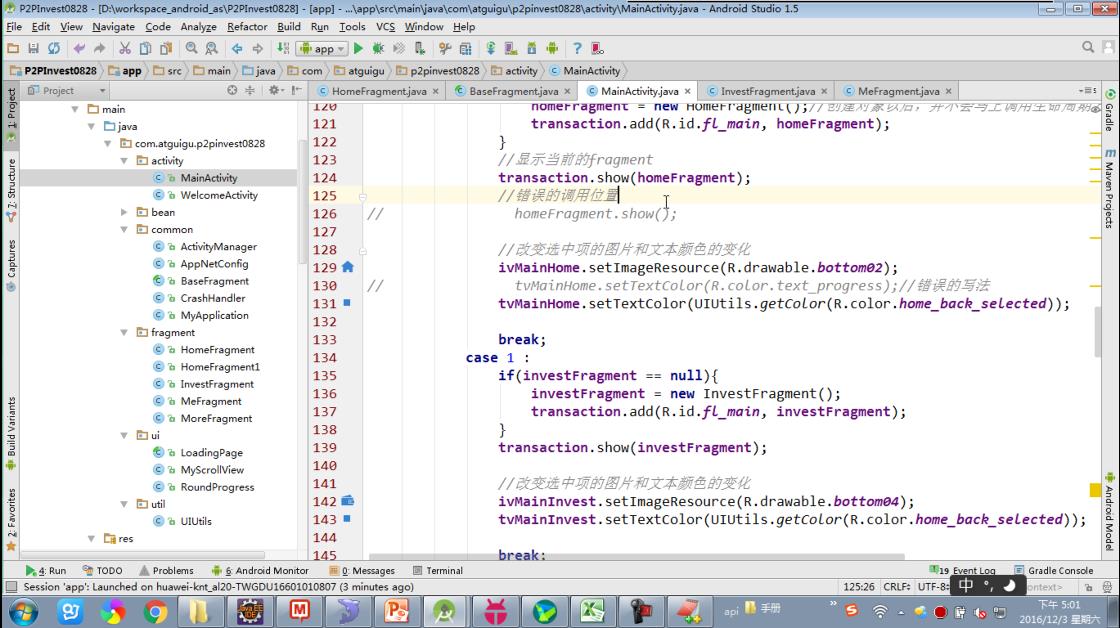 P2PInvest0828 - [D:\workspace_android_as\P2PInvest0828] - [app] - ...\app\src\main\java\com\atguigu\p2pinvest0828\activity\MainActivity.java - Android Studio 1.5
File Edit View Navigate Code Analyze Refactor Build Run Tools VCS Window Help
app
P2PInvest0828 app src main java com atguigu p2pinvest0828 activity MainActivity
Project HomeFragment.java BaseFragment.java MainActivity.java InvestFragment.java MeFragment.java
1: Project
7: Structure
Captures
Build Variants
2: Favorites
main
java
com.atguigu.p2pinvest0828
activity
MainActivity
WelcomeActivity
bean
common
ActivityManager
AppNetConfig
BaseFragment
CrashHandler
MyApplication
fragment
HomeFragment
HomeFragment1
InvestFragment
MeFragment
MoreFragment
ui
LoadingPage
MyScrollView
RoundProgress
util
UIUtils
res
120 homeFragment = new HomeFragment();//创建对象以后，并不会马上调用生命周期
121 transaction.add(R.id.fl_main, homeFragment);
122 }
123 //显示当前的fragment
124 transaction.show(homeFragment);
125 //错误的调用位置
126 // homeFragment.show();
127
128 //改变选中项的图片和文本颜色的变化
129 ivMainHome.setImageResource(R.drawable.bottom02);
130 // tvMainHome.setTextColor(R.color.text_progress);//错误的写法
131 tvMainHome.setTextColor(UIUtils.getColor(R.color.home_back_selected));
132
133 break;
134 case 1 :
135 if(investFragment == null){
136 investFragment = new InvestFragment();
137 transaction.add(R.id.fl_main, investFragment);
138 }
139 transaction.show(investFragment);
140
141 //改变选中项的图片和文本颜色的变化
142 ivMainInvest.setImageResource(R.drawable.bottom04);
143 tvMainInvest.setTextColor(UIUtils.getColor(R.color.home_back_selected));
144
145 break;
Gradle
Maven Projects
Android Model
4: Run TODO Problems 6: Android Monitor 0: Messages Terminal 19 Event Log Gradle Console
Session 'app': Launched on huawei-knt_al20-TWGDU16601010807 (3 minutes ago) 125:26 CRLF UTF-8 ontext>
中
api 手册
下午 5:01
2016/12/3 星期六